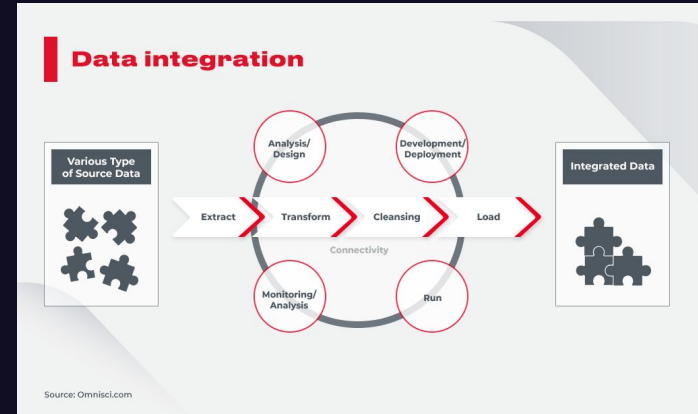 Data integration
Various Type
of Source Data
Analysis/
Design
Development/
Deployment
Integrated Data
Extract
Transform
Cleansing
Load
Connectivity
Monitoring/
Analysis
Run
Source: Omnisci.com